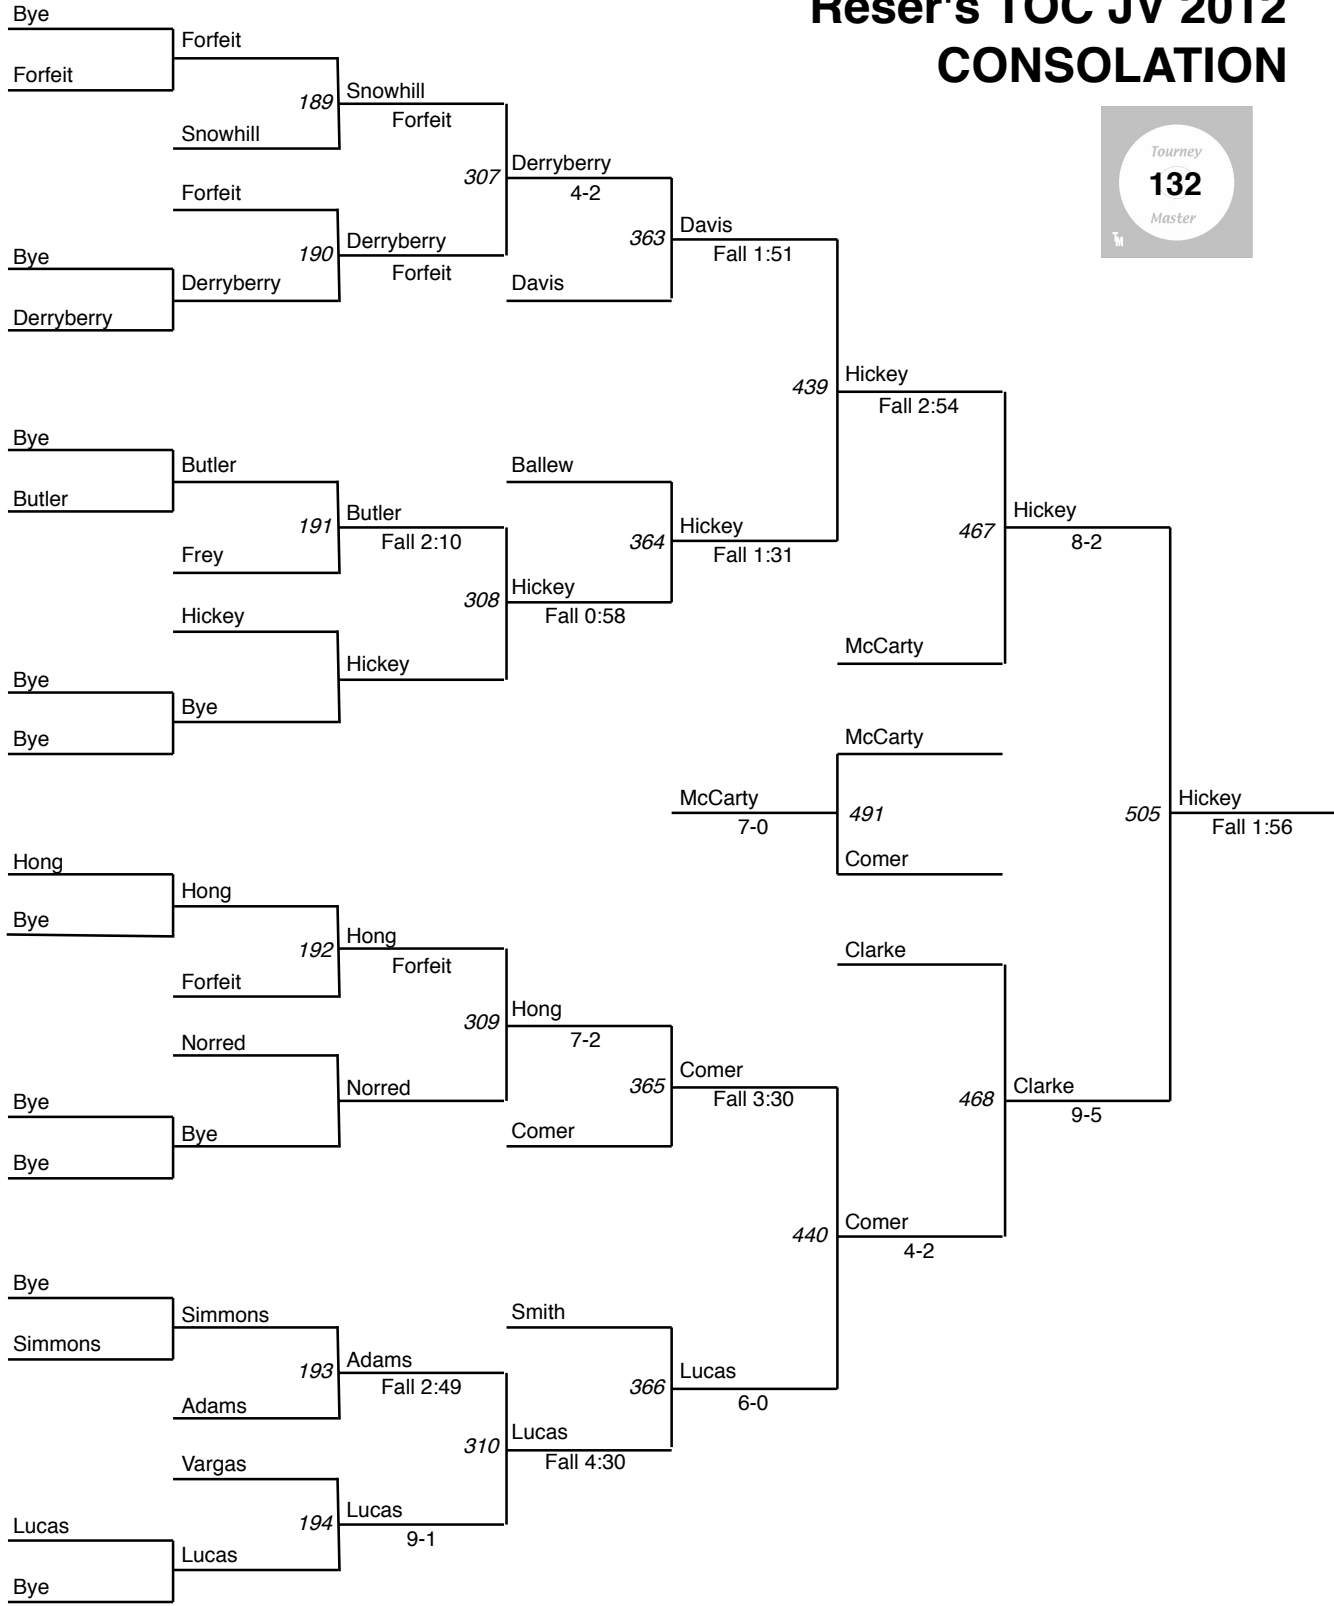 Reser's TOC JV 2012
CONSOLATION
Tourney
132
Master
TM
Bye
Forfeit
Forfeit
189
Snowhill
Snowhill
Forfeit
307
Derryberry
4-2
Forfeit
190
Derryberry
Forfeit
Bye
Derryberry
Derryberry
363
Davis
Fall 1:51
Davis
439
Hickey
Fall 2:54
Bye
Butler
Butler
191
Butler
Fall 2:10
Frey
Ballew
364
Hickey
Fall 1:31
308
Hickey
Fall 0:58
Hickey
Hickey
Bye
Bye
Bye
467
Hickey
8-2
McCarty
McCarty
McCarty
7-0
491
Comer
505
Hickey
Fall 1:56
Hong
Hong
Bye
192
Hong
Forfeit
Forfeit
309
Hong
7-2
Norred
Norred
Bye
Bye
Bye
365
Comer
Fall 3:30
Comer
Clarke
468
Clarke
9-5
440
Comer
4-2
Bye
Simmons
Simmons
193
Adams
Fall 2:49
Adams
Smith
366
Lucas
6-0
310
Lucas
Fall 4:30
Vargas
194
Lucas
9-1
Lucas
Lucas
Bye